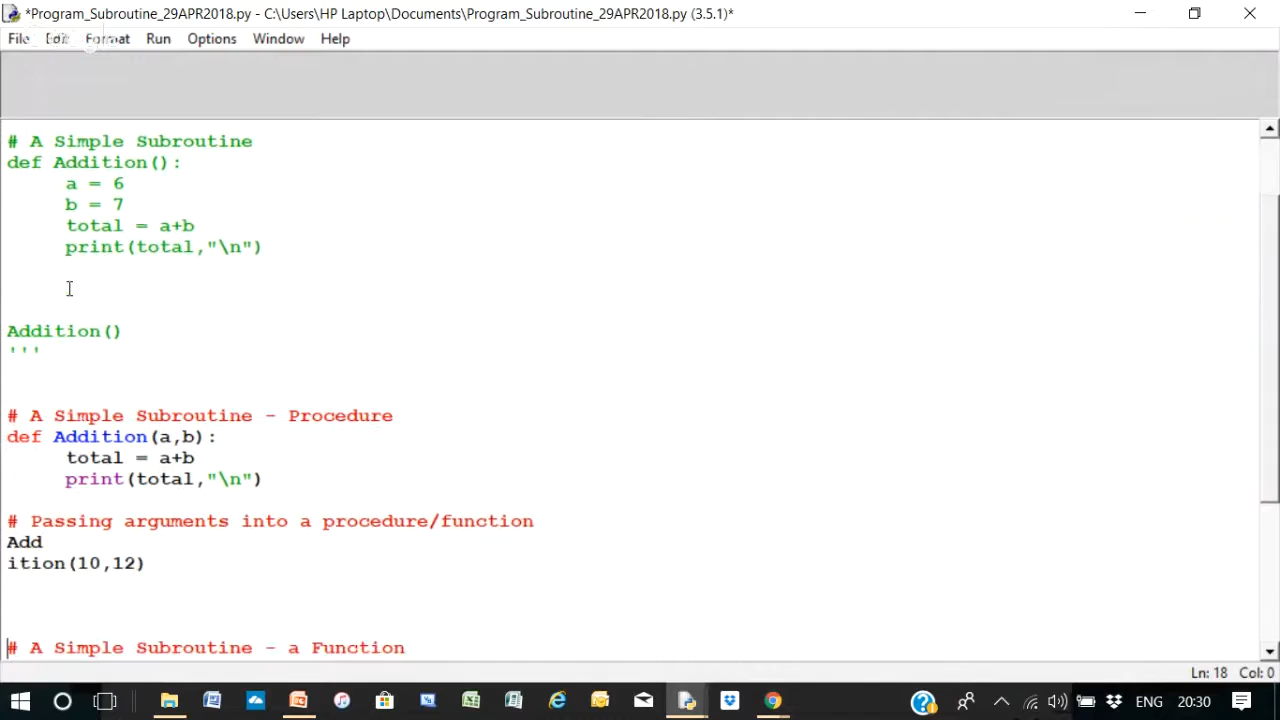 *Program_Subroutine_29APR2018.py - C:\Users\HP Laptop\Documents\Program_Subroutine_29APR2018.py (3.5.1)*
File Edit Format Run Options Window Help
# A Simple Subroutine
def Addition():
a = 6
b = 7
total = a+b
print(total,"\n")
Addition()
'''
# A Simple Subroutine - Procedure
def Addition(a,b):
total = a+b
print(total,"\n")
# Passing arguments into a procedure/function
Add
ition(10,12)
# A Simple Subroutine - a Function
Ln: 18 Col: 0
ENG 20:30